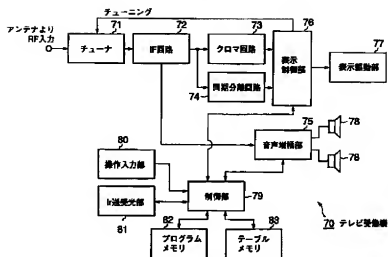 チューニング
アンテナより
RF入力
71
チューナ
72
IF回路
73
クロマ回路
74
同期分離回路
76
表示
制御部
77
表示駆動部
75
音声増幅部
78
78
80
操作入力部
Ir送受光部
81
制御部
79
82
プログラム
メモリ
83
テーブル
メモリ
70 テレビ受像機